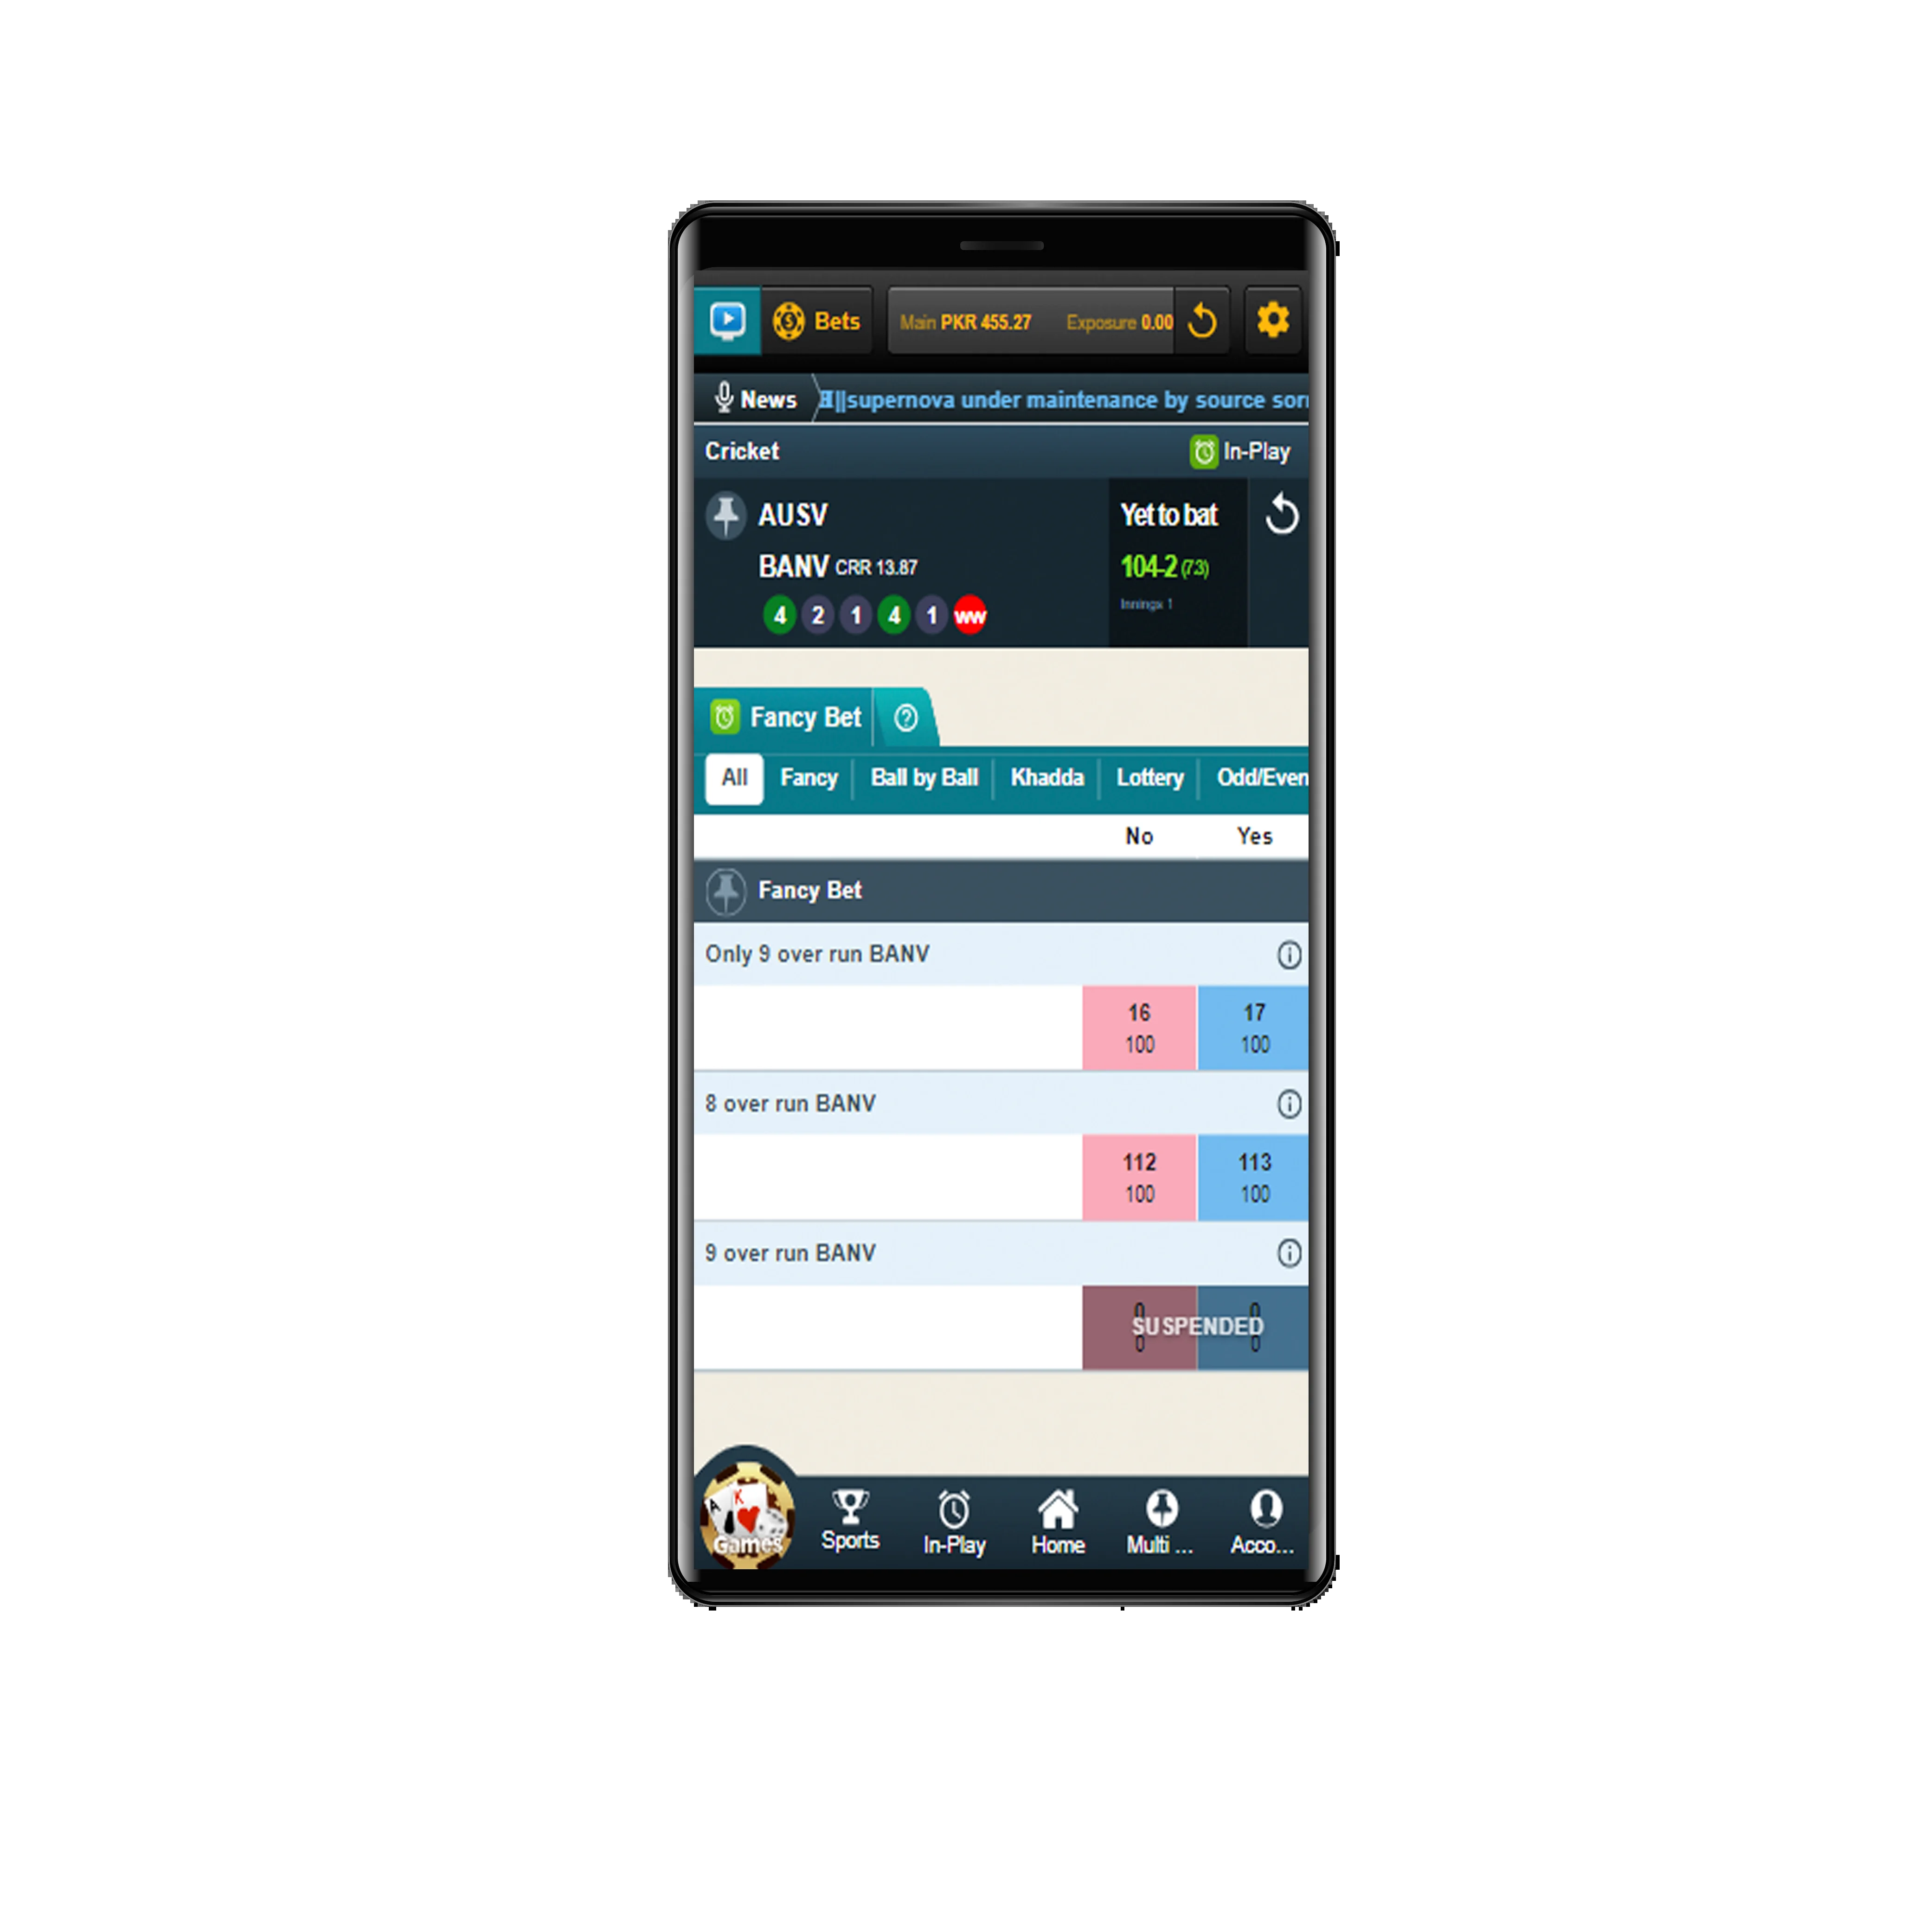 Bets Main PKR 455.27 Exposure 0.00
News supernova under maintenance by source
Cricket In-Play
AUSV Yet to bat
BANV CRR 13.87 104-2 (7.3)
Innings 1
4 2 1 4 1 ww
Fancy Bet
All Fancy Ball by Ball Khadda Lottery Odd/Even
No Yes
Fancy Bet
Only 9 over run BANV
16 17
100 100
8 over run BANV
112 113
100 100
9 over run BANV
0 0
SUSPENDED
0 0
A K
Games Sports In-Play Home Multi ... Acco...